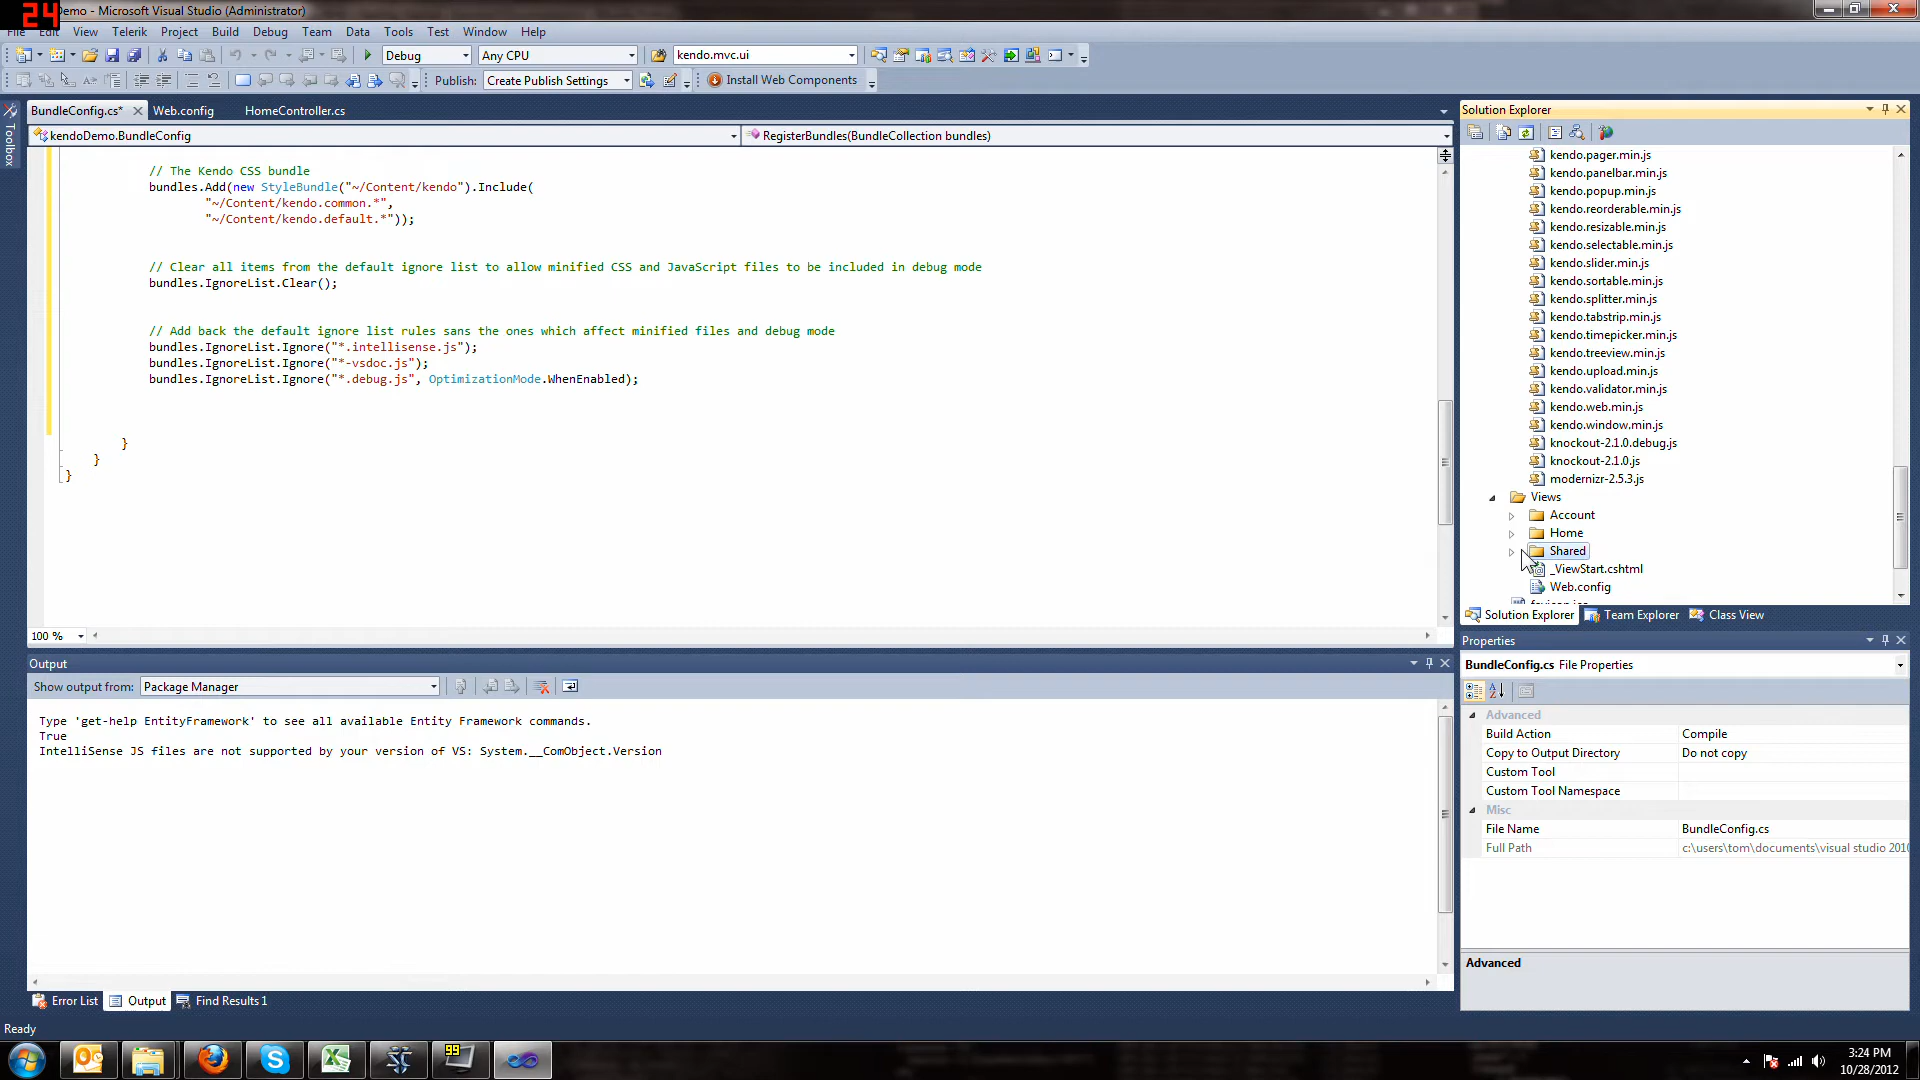 24
Demo - Microsoft Visual Studio (Administrator)
File Edit View Telerik Project Build Debug Team Data Tools Test Window Help
Debug Any CPU kendo.mvc.ui
Publish: Create Publish Settings Install Web Components
Toolbox
BundleConfig.cs* Web.config HomeController.cs
kendoDemo.BundleConfig RegisterBundles(BundleCollection bundles)
// The Kendo CSS bundle
bundles.Add(new StyleBundle("~/Content/kendo").Include(
"~/Content/kendo.common.*",
"~/Content/kendo.default.*"));
// Clear all items from the default ignore list to allow minified CSS and JavaScript files to be included in debug mode
bundles.IgnoreList.Clear();
// Add back the default ignore list rules sans the ones which affect minified files and debug mode
bundles.IgnoreList.Ignore("*.intellisense.js");
bundles.IgnoreList.Ignore("*-vsdoc.js");
bundles.IgnoreList.Ignore("*.debug.js", OptimizationMode.WhenEnabled);
}
}
}
100 %
Output
Show output from: Package Manager
Type 'get-help EntityFramework' to see all available Entity Framework commands.
True
IntelliSense JS files are not supported by your version of VS: System.__ComObject.Version
Error List Output Find Results 1
Ready
Solution Explorer
kendo.pager.min.js
kendo.panelbar.min.js
kendo.popup.min.js
kendo.reorderable.min.js
kendo.resizable.min.js
kendo.selectable.min.js
kendo.slider.min.js
kendo.sortable.min.js
kendo.splitter.min.js
kendo.tabstrip.min.js
kendo.timepicker.min.js
kendo.treeview.min.js
kendo.upload.min.js
kendo.validator.min.js
kendo.web.min.js
kendo.window.min.js
knockout-2.1.0.debug.js
knockout-2.1.0.js
modernizr-2.5.3.js
Views
Account
Home
Shared
_ViewStart.cshtml
Web.config
Solution Explorer Team Explorer Class View
Properties
BundleConfig.cs File Properties
Advanced
Build Action Compile
Copy to Output Directory Do not copy
Custom Tool
Custom Tool Namespace
Misc
File Name BundleConfig.cs
Full Path c:\users\tom\documents\visual studio 2010
Advanced
99
3:24 PM
10/28/2012